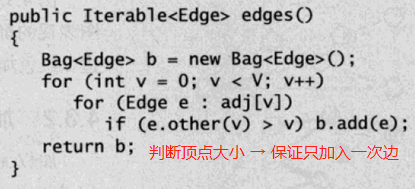 public Iterable<Edge> edges()
{
Bag<Edge> b = new Bag<Edge>();
for (int v = 0; v < V; v++)
for (Edge e : adj[v])
if (e.other(v) > v) b.add(e);
return b; 判断顶点大小 → 保证只加入一次边
}